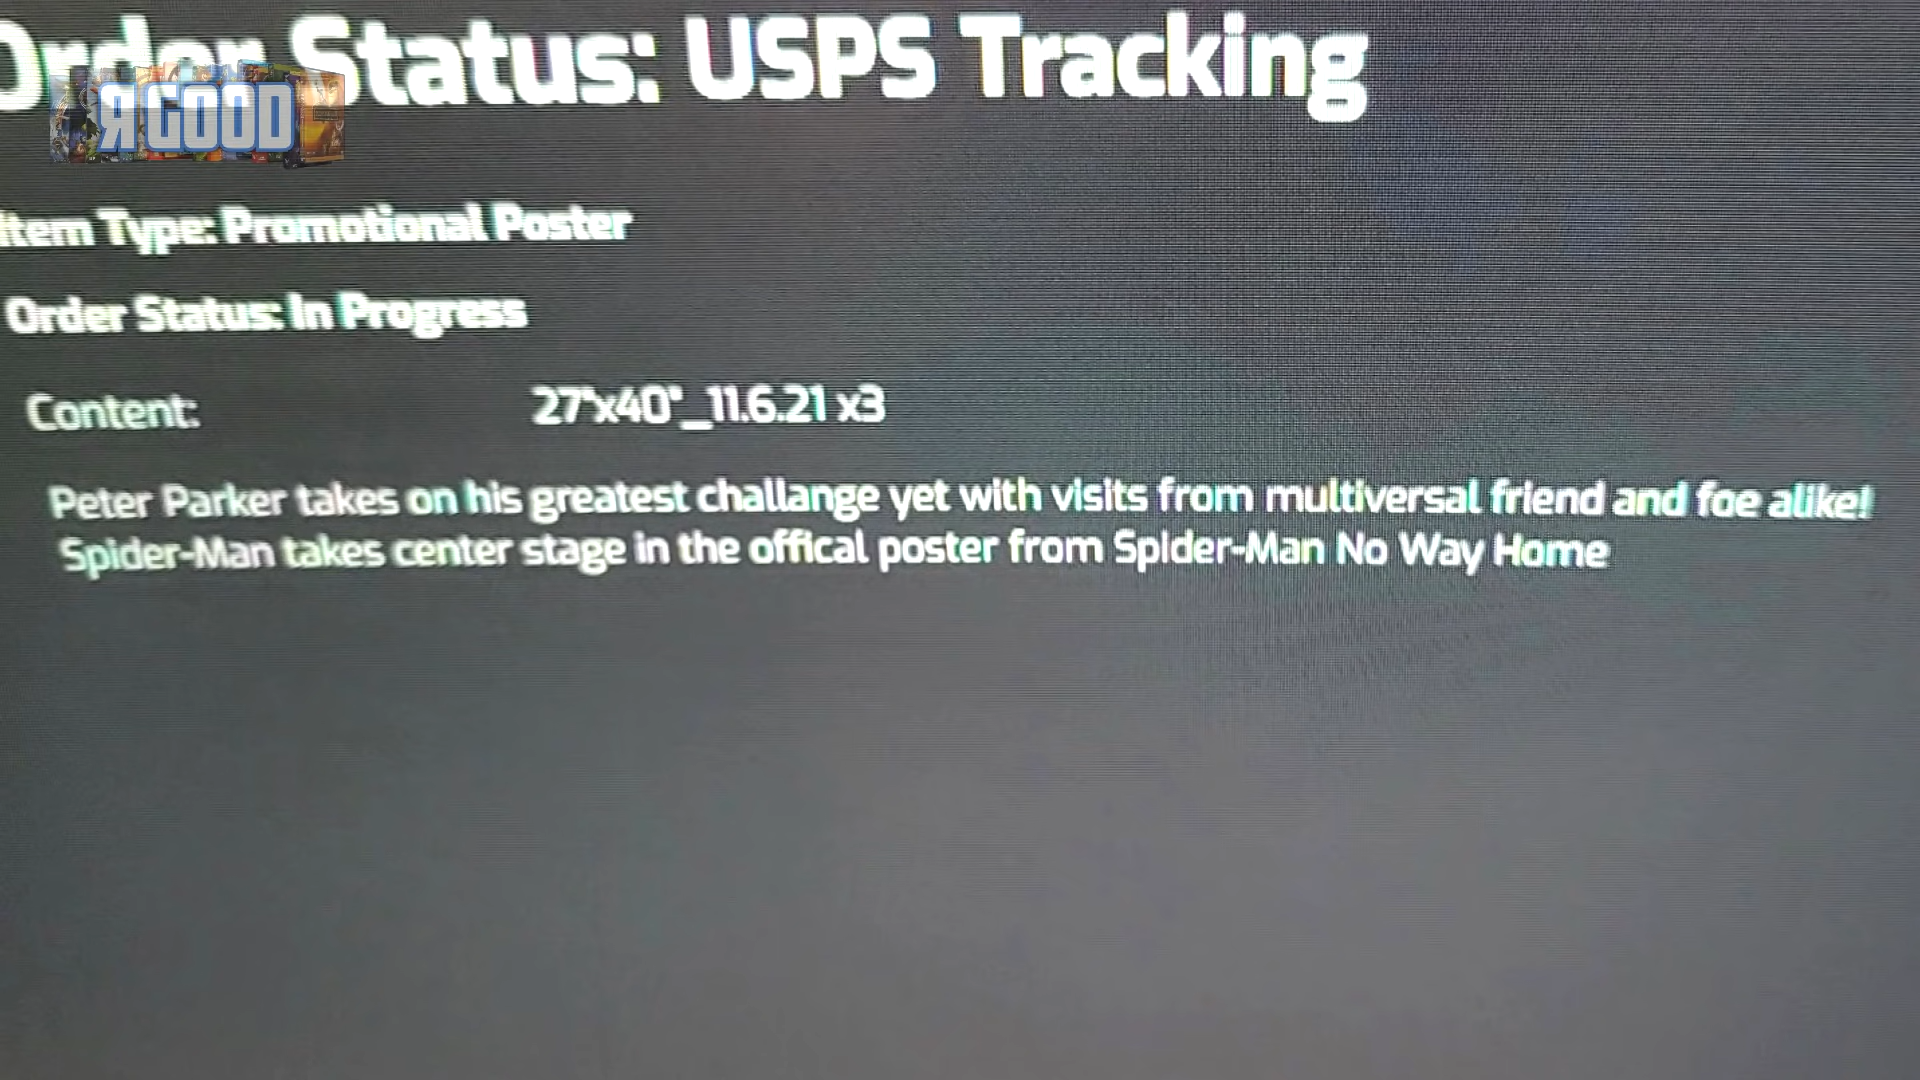 Order Status: USPS Tracking
ЯGOOD
Item Type: Promotional Poster
Order Status: In Progress
Content: 27"x40"_11.6.21 x3
Peter Parker takes on his greatest challange yet with visits from multiversal friend and foe alike!
Spider-Man takes center stage in the offical poster from Spider-Man No Way Home